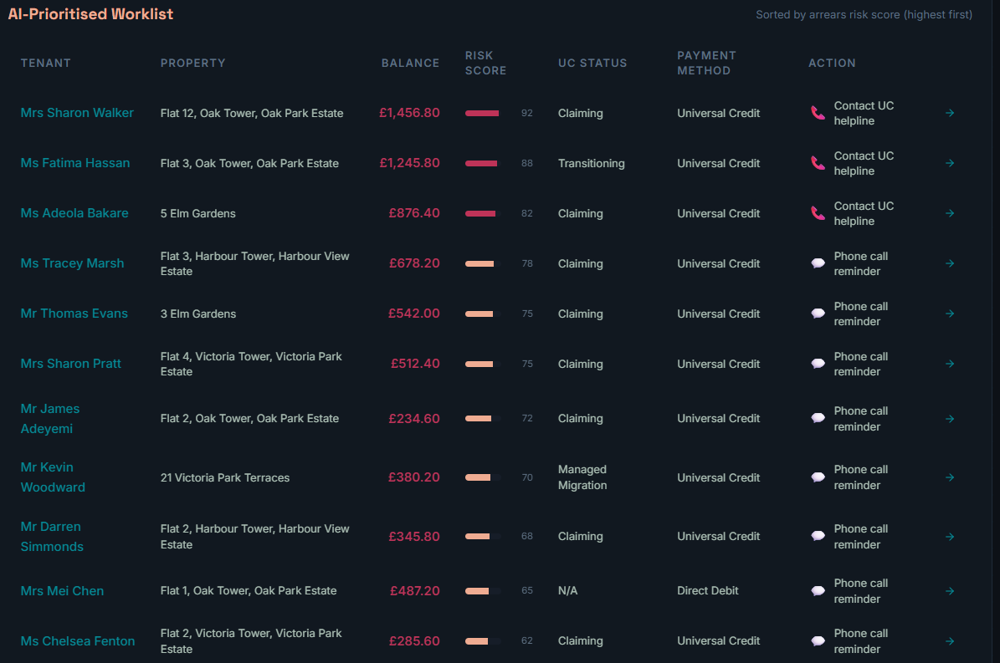 AI-Prioritised Worklist
Sorted by arrears risk score (highest first)
TENANT PROPERTY BALANCE RISK SCORE UC STATUS PAYMENT METHOD ACTION
Mrs Sharon Walker Flat 12, Oak Tower, Oak Park Estate £1,456.80 92 Claiming Universal Credit Contact UC helpline →
Ms Fatima Hassan Flat 3, Oak Tower, Oak Park Estate £1,245.80 88 Transitioning Universal Credit Contact UC helpline →
Ms Adeola Bakare 5 Elm Gardens £876.40 82 Claiming Universal Credit Contact UC helpline →
Ms Tracey Marsh Flat 3, Harbour Tower, Harbour View Estate £678.20 78 Claiming Universal Credit Phone call reminder →
Mr Thomas Evans 3 Elm Gardens £542.00 75 Claiming Universal Credit Phone call reminder →
Mrs Sharon Pratt Flat 4, Victoria Tower, Victoria Park Estate £512.40 75 Claiming Universal Credit Phone call reminder →
Mr James Adeyemi Flat 2, Oak Tower, Oak Park Estate £234.60 72 Claiming Universal Credit Phone call reminder →
Mr Kevin Woodward 21 Victoria Park Terraces £380.20 70 Managed Migration Universal Credit Phone call reminder →
Mr Darren Simmonds Flat 2, Harbour Tower, Harbour View Estate £345.80 68 Claiming Universal Credit Phone call reminder →
Mrs Mei Chen Flat 1, Oak Tower, Oak Park Estate £487.20 65 N/A Direct Debit Phone call reminder →
Ms Chelsea Fenton Flat 2, Victoria Tower, Victoria Park Estate £285.60 62 Claiming Universal Credit Phone call reminder →